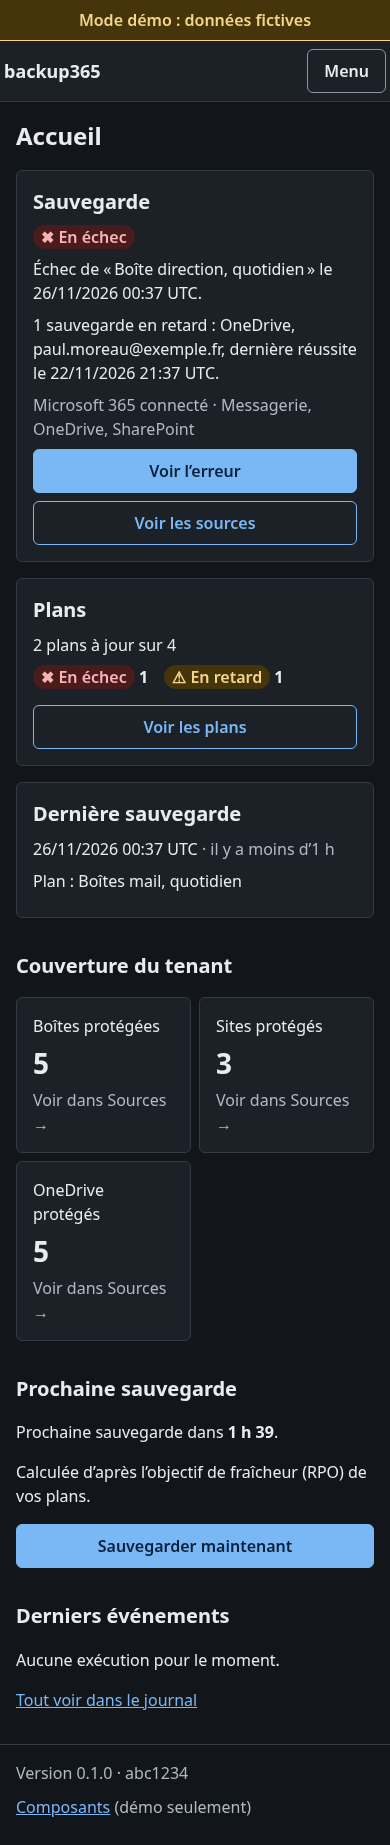 Mode démo : données fictives
backup365
Menu
Accueil
Sauvegarde
✖ En échec
Échec de « Boîte direction, quotidien » le
26/11/2026 00:37 UTC.
1 sauvegarde en retard : OneDrive,
paul.moreau@exemple.fr, dernière réussite
le 22/11/2026 21:37 UTC.
Microsoft 365 connecté · Messagerie,
OneDrive, SharePoint
Voir l’erreur
Voir les sources
Plans
2 plans à jour sur 4
✖ En échec 1 ⚠ En retard 1
Voir les plans
Dernière sauvegarde
26/11/2026 00:37 UTC · il y a moins d’1 h
Plan : Boîtes mail, quotidien
Couverture du tenant
Boîtes protégées
5
Voir dans Sources
→
Sites protégés
3
Voir dans Sources
→
OneDrive
protégés
5
Voir dans Sources
→
Prochaine sauvegarde
Prochaine sauvegarde dans 1 h 39.
Calculée d’après l’objectif de fraîcheur (RPO) de
vos plans.
Sauvegarder maintenant
Derniers événements
Aucune exécution pour le moment.
Tout voir dans le journal
Version 0.1.0 · abc1234
Composants (démo seulement)